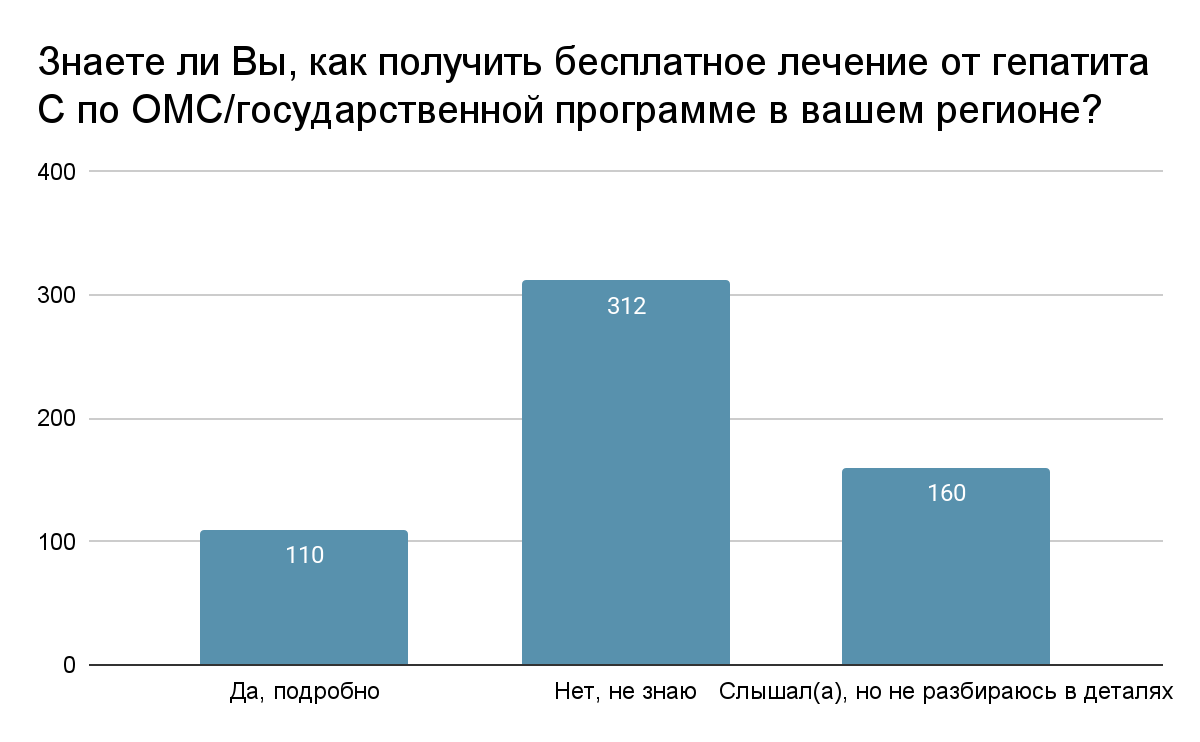 Знаете ли Вы, как получить бесплатное лечение от гепатита
С по ОМС/государственной программе в вашем регионе?
400
300
200
100
0
110
312
160
Да, подробно
Нет, не знаю
Слышал(а), но не разбираюсь в деталях